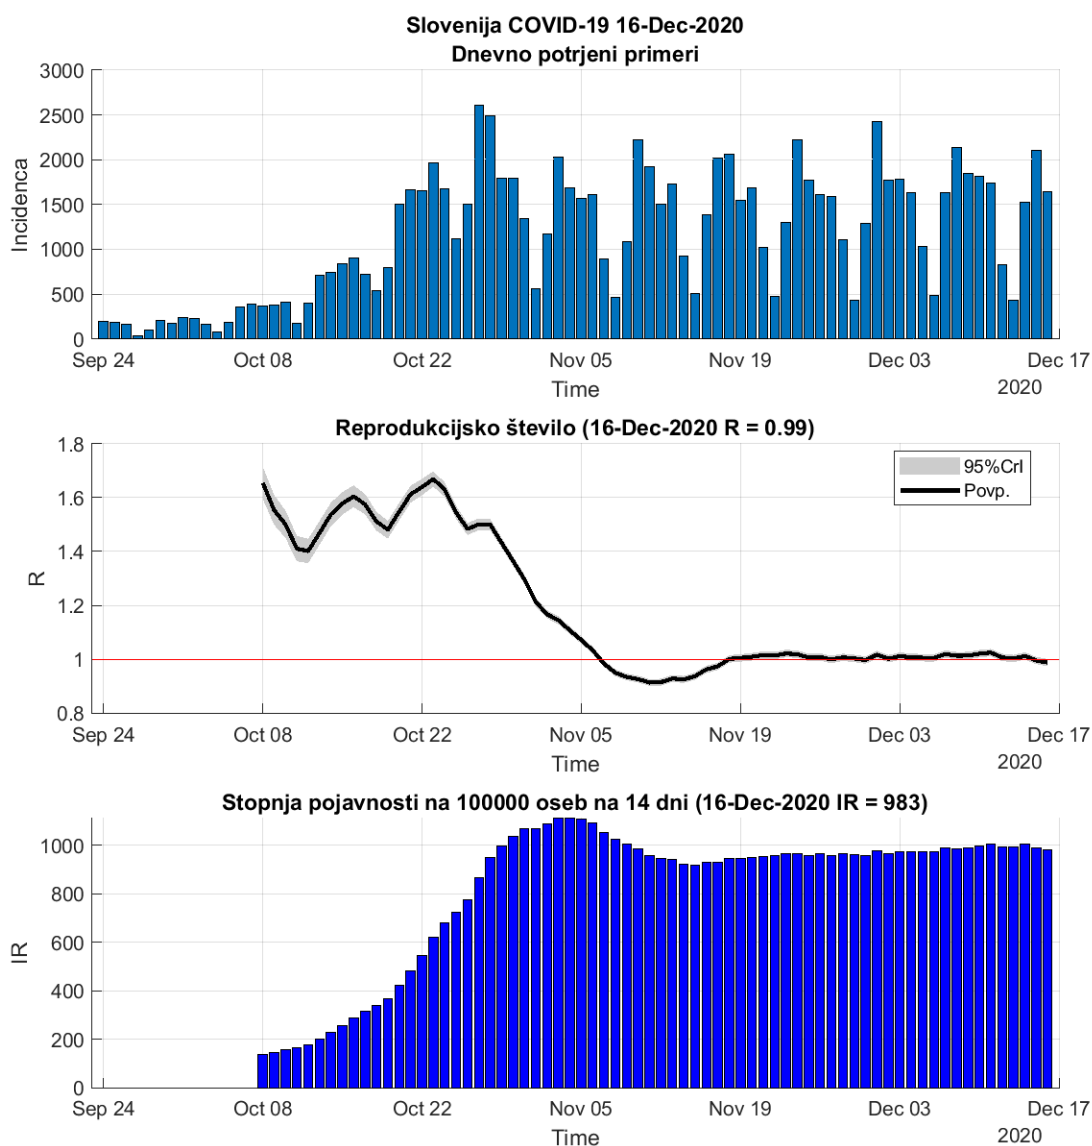 Slovenija COVID-19 16-Dec-2020
Dnevno potrjeni primeri
3000
2500
2000
1500
1000
500
0
Incidenca
Sep 24 Oct 08 Oct 22 Nov 05 Nov 19 Dec 03 Dec 17
Time
2020
Reprodukcijsko število (16-Dec-2020 R = 0.99)
1.8
1.6
1.4
1.2
1
0.8
R
95%CrI
Povp.
Sep 24 Oct 08 Oct 22 Nov 05 Nov 19 Dec 03 Dec 17
Time
2020
Stopnja pojavnosti na 100000 oseb na 14 dni (16-Dec-2020 IR = 983)
1000
800
600
400
200
0
IR
Sep 24 Oct 08 Oct 22 Nov 05 Nov 19 Dec 03 Dec 17
Time
2020